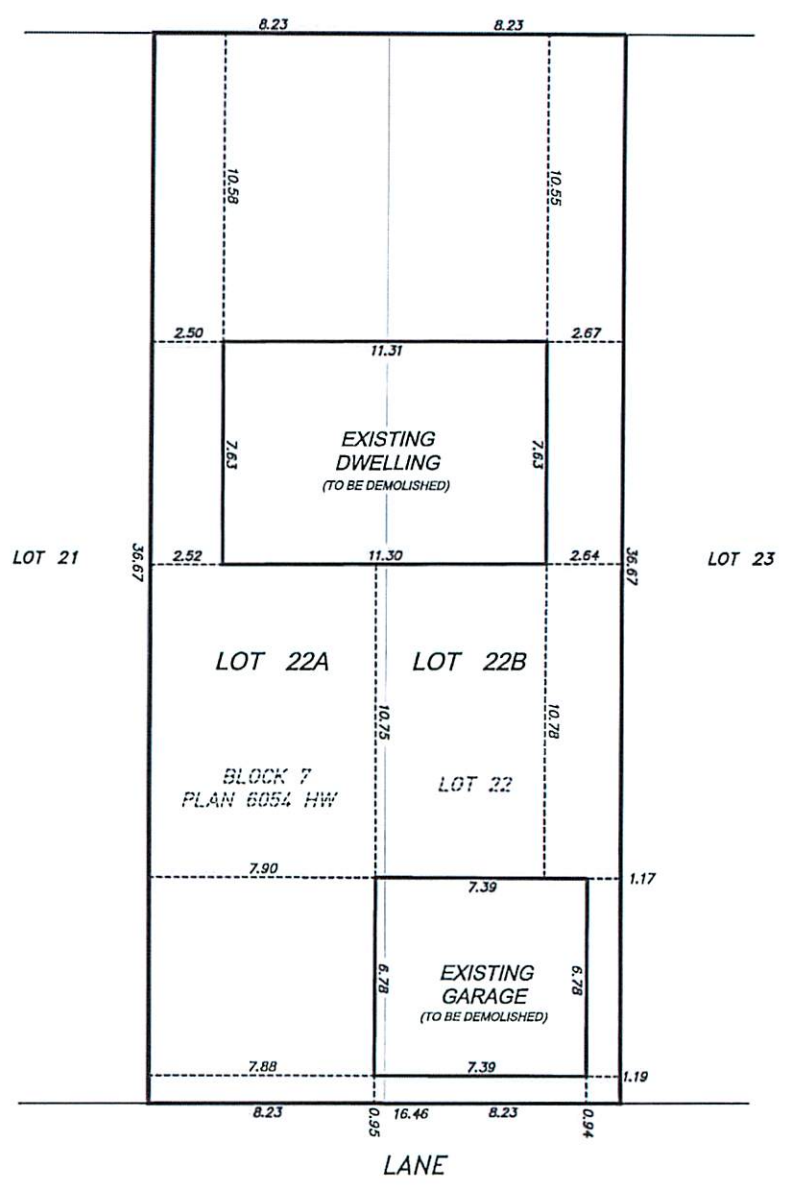 8.23 8.23
10.58 10.55
2.50 2.67
11.31
7.63 7.63
EXISTING
DWELLING
(TO BE DEMOLISHED)
LOT 21 36.67 2.52 11.30 2.64 36.67 LOT 23
LOT 22A LOT 22B
10.75 10.78
BLOCK 7
PLAN 6054 HW
LOT 22
7.90 1.17
7.39
6.78 6.78
EXISTING
GARAGE
(TO BE DEMOLISHED)
7.88 7.39 1.19
8.23 0.95 16.46 8.23 0.94
LANE